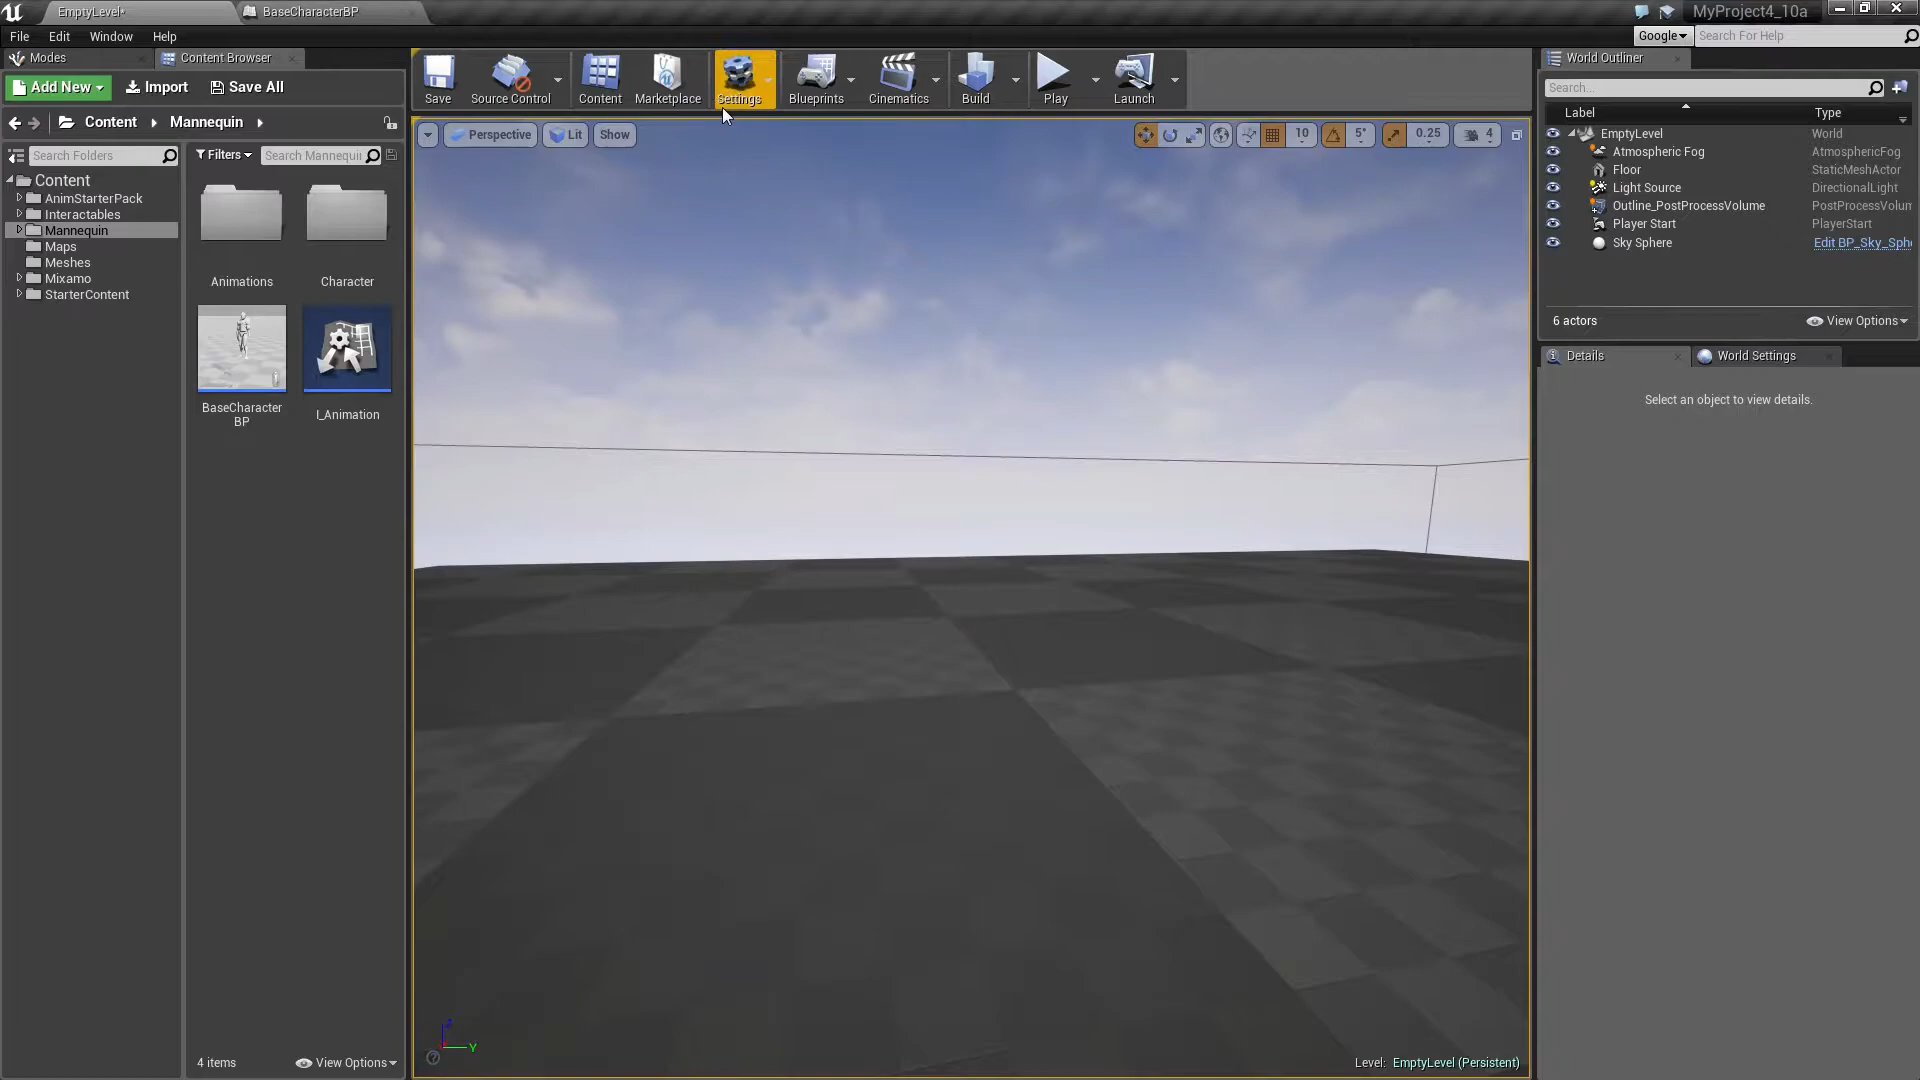 EmptyLevel*
BaseCharacterBP
MyProject4_10a
File Edit Window Help
Google
Search For Help
Modes
Content Browser
Add New
Import
Save All
Content
Mannequin
Search Folders
Content
AnimStarterPack
Interactables
Mannequin
Maps
Meshes
Mixamo
StarterContent
Filters
Search Mannequi
Animations
Character
BaseCharacter
BP
I_Animation
4 items
View Options
Save
Source Control
Content
Marketplace
Settings
Blueprints
Cinematics
Build
Play
Launch
Perspective
Lit
Show
10
5°
0.25
4
Y
Level: EmptyLevel (Persistent)
World Outliner
Search...
Label Type
EmptyLevel World
Atmospheric Fog AtmosphericFog
Floor StaticMeshActor
Light Source DirectionalLight
Outline_PostProcessVolume PostProcessVolum
Player Start PlayerStart
Sky Sphere Edit BP_Sky_Sph
6 actors
View Options
Details
World Settings
Select an object to view details.